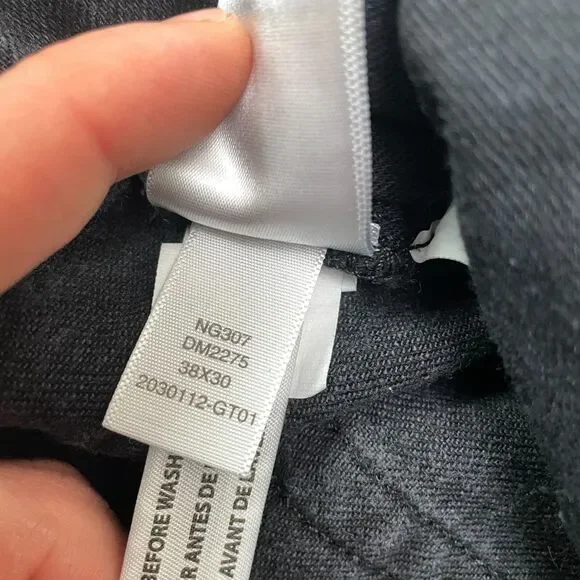 NG307
DM2275
38X30
2030112-GT01
BEFORE WASH
R ANTES DE
AVANT DE LA